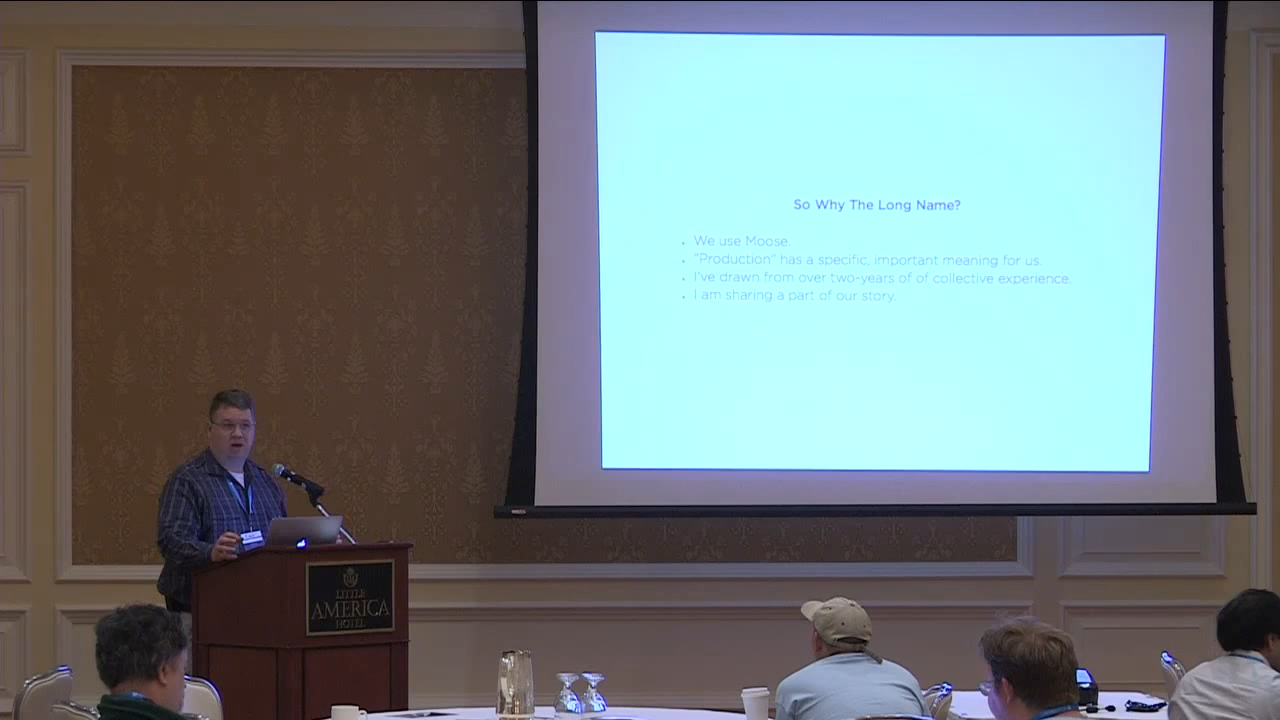 So Why The Long Name?
We use Moose.
"Production" has a specific, important meaning for us.
I've drawn from over two-years of of collective experience.
I am sharing a part of our story.
LITTLE
AMERICA
HOTEL